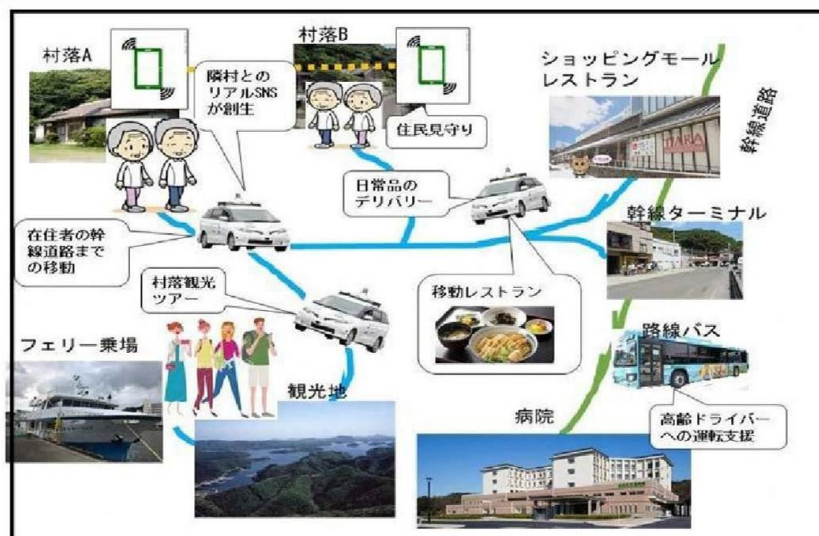 村落A
村落B
隣村との
リアルSNS
が創生
住民見守り
ショッピングモール
レストラン
TIARA
幹線道路
日常品の
デリバリー
幹線ターミナル
在住者の幹
線道路まで
の移動
村落観光
ツアー
移動レストラン
路線バス
フェリー乗場
観光地
病院
高齢ドライバー
への運転支援